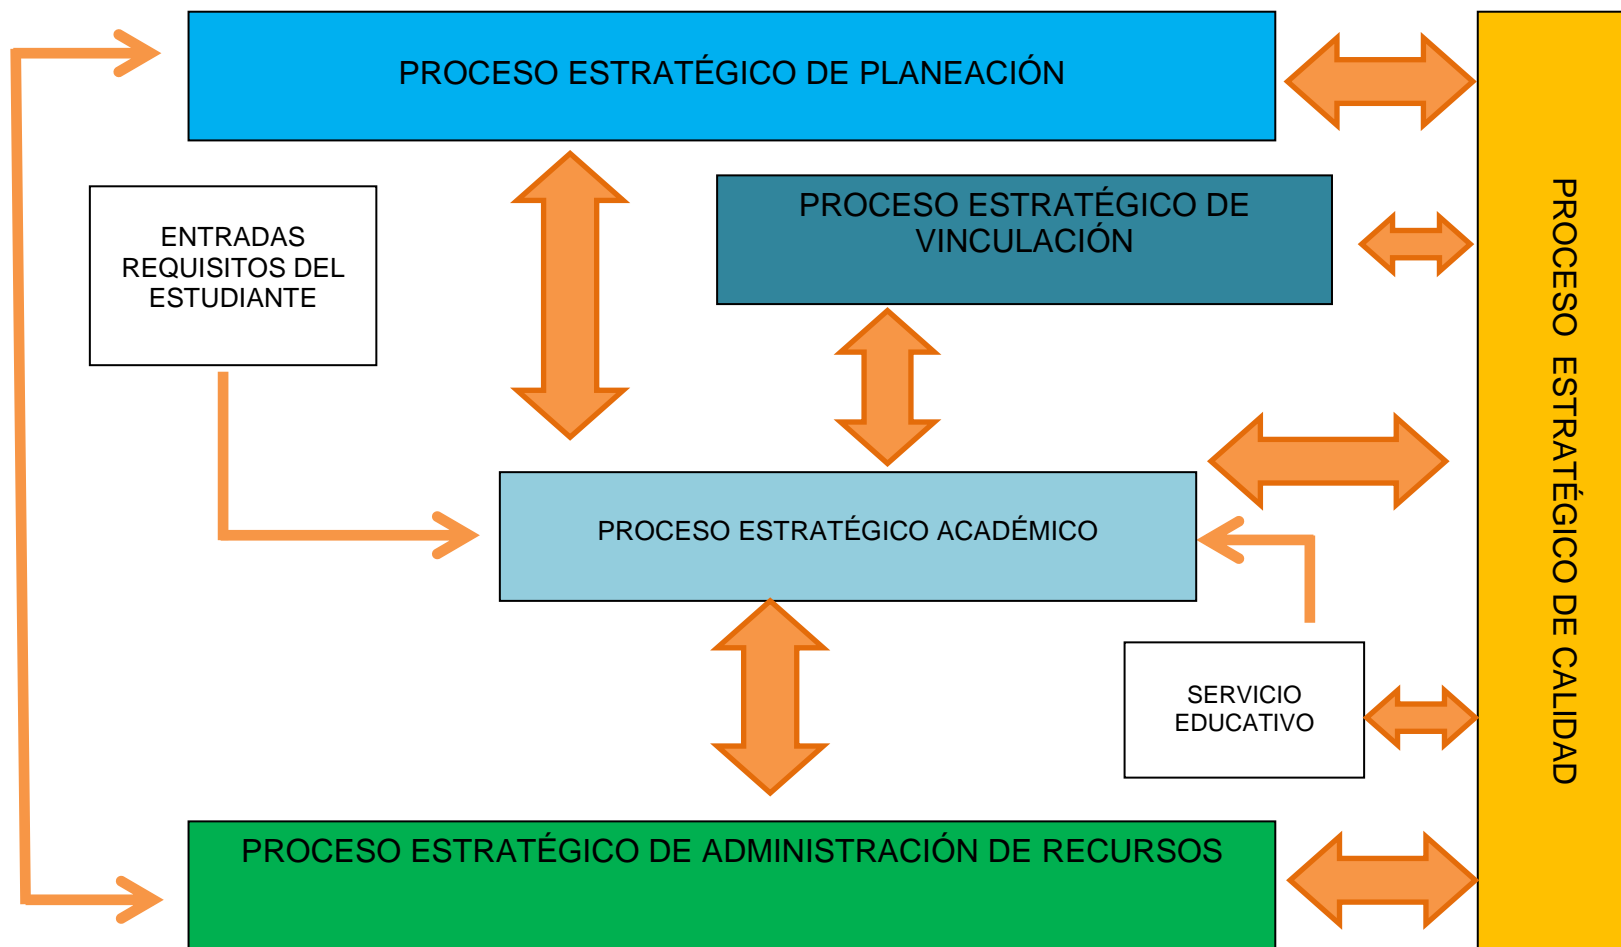 PROCESO ESTRATÉGICO DE PLANEACIÓN
PROCESO ESTRATÉGICO DE
VINCULACIÓN
ENTRADAS
REQUISITOS DEL
ESTUDIANTE
PROCESO ESTRATÉGICO ACADÉMICO
SERVICIO
EDUCATIVO
PROCESO ESTRATÉGICO DE ADMINISTRACIÓN DE RECURSOS
PROCESO ESTRATÉGICO DE CALIDAD